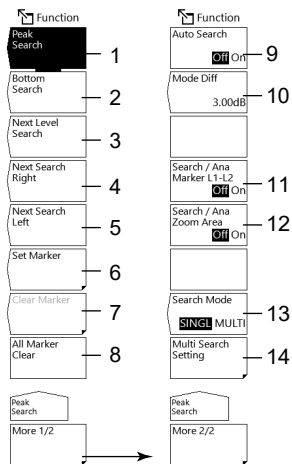 Function
Peak
Search
1
Bottom
Search
2
Next Level
Search
3
Next Search
Right
4
Next Search
Left
5
Set Marker
6
Clear Marker
7
All Marker
Clear
8
Peak
Search
More 1/2
Function
Auto Search
Off On
9
Mode Diff
3.00dB
10
Search / Ana
Marker L1-L2
Off On
11
Search / Ana
Zoom Area
Off On
12
Search Mode
SINGL MULTI
13
Multi Search
Setting
14
Peak
Search
More 2/2